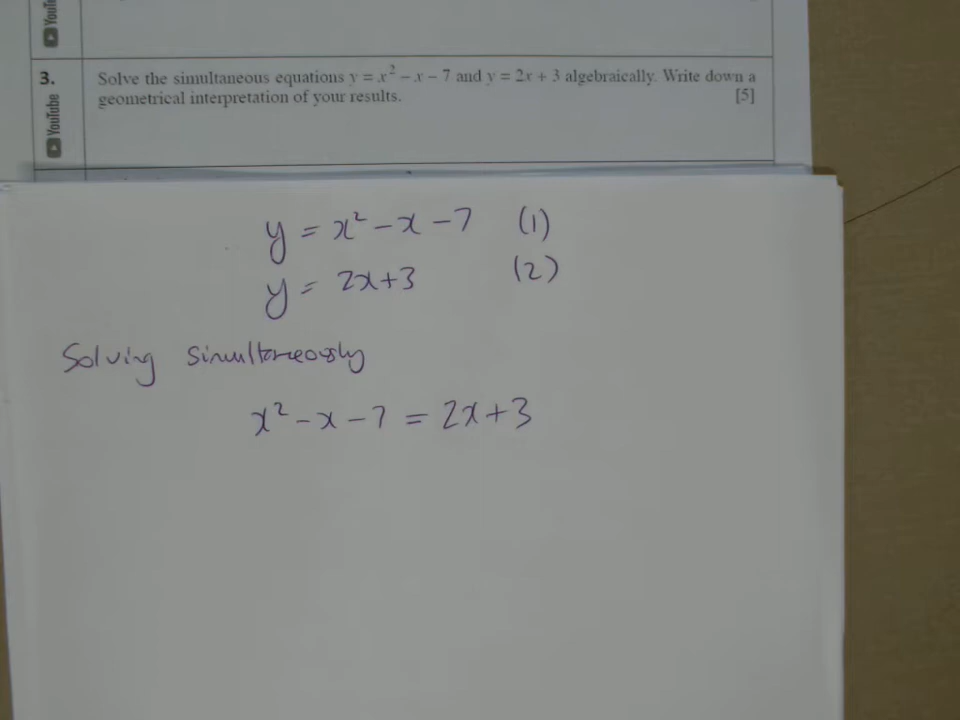 YouTu
3.
YouTube
Solve the simultaneous equations y = x² – x – 7 and y = 2x + 3 algebraically. Write down a
geometrical interpretation of your results. [5]
y = x² – x – 7 (1)
y = 2x+3 (2)
Solving simultaneously
x² – x – 7 = 2x+3